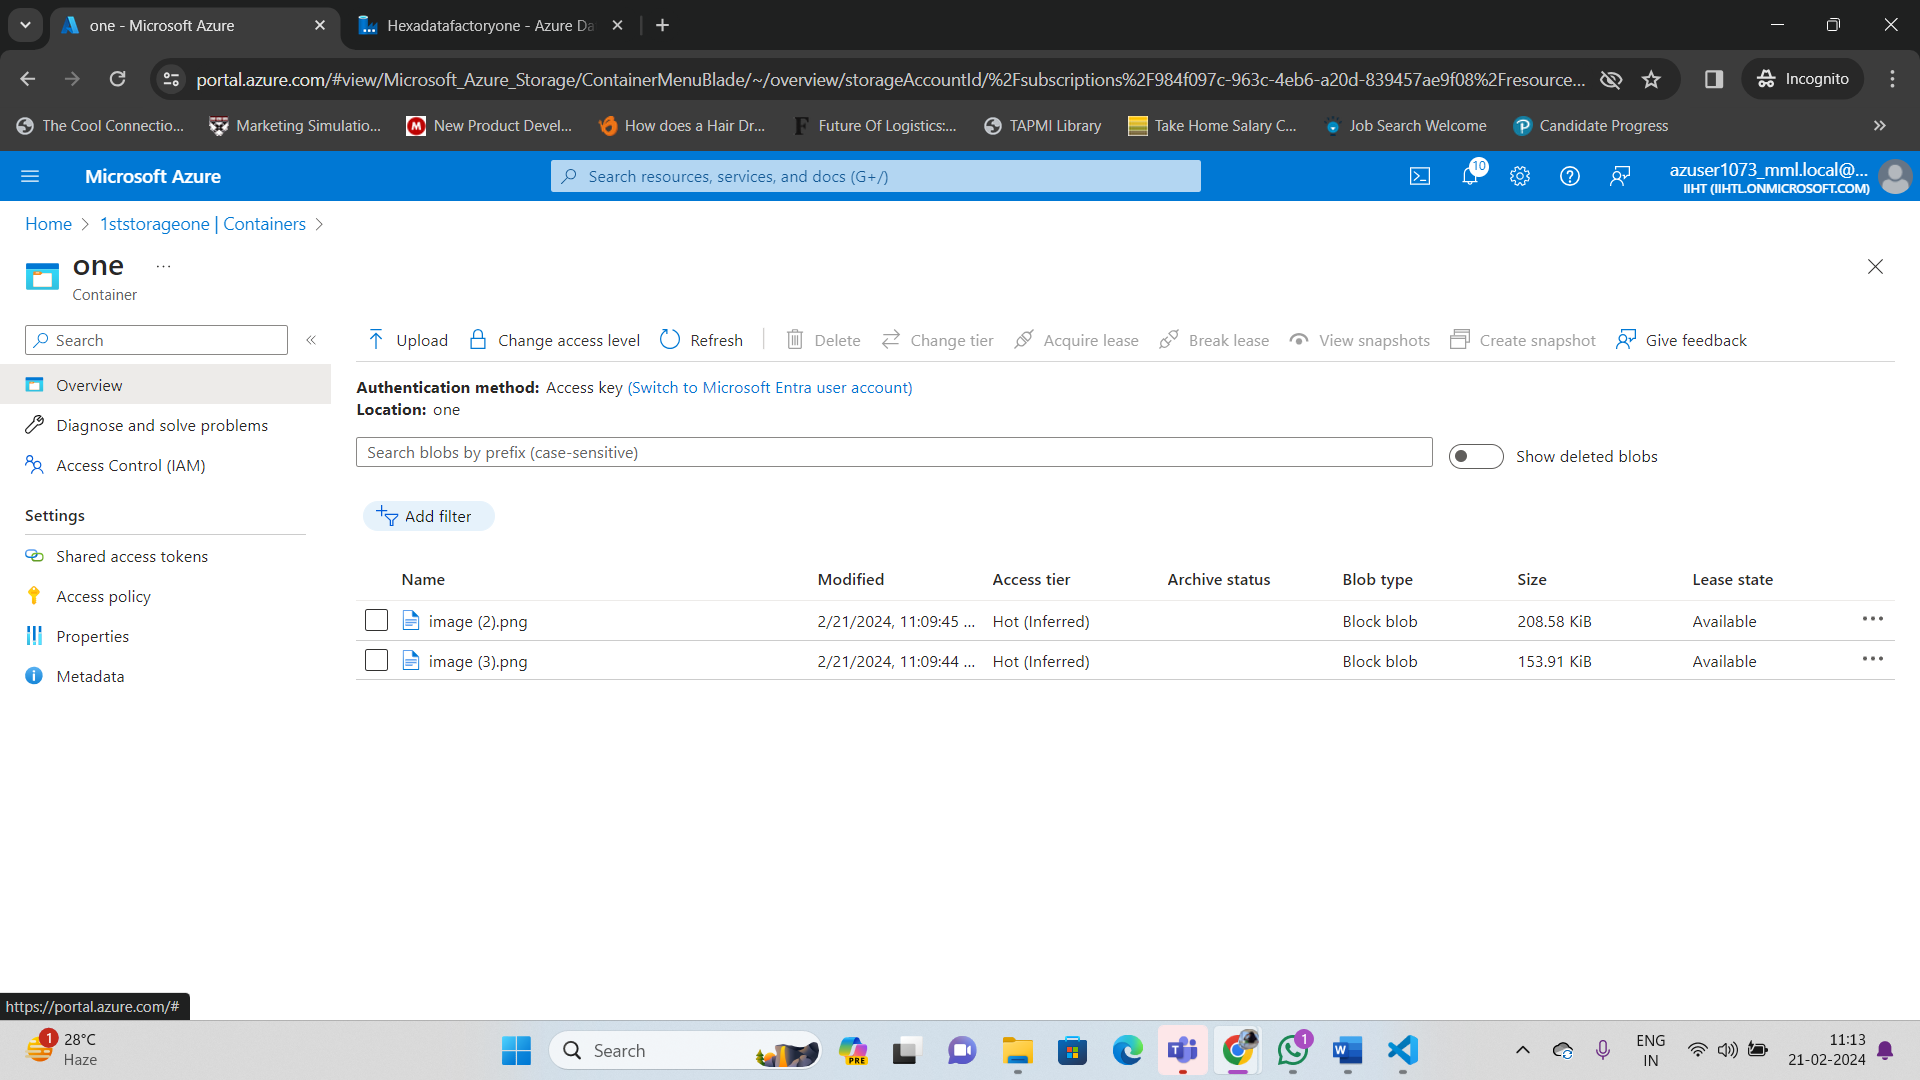 one - Microsoft Azure
Hexadatafactoryone - Azure Da
portal.azure.com/#view/Microsoft_Azure_Storage/ContainerMenuBlade/~/overview/storageAccountId/%2Fsubscriptions%2F984f097c-963c-4eb6-a20d-839457ae9f08%2Fresource...
Incognito
The Cool Connectio...
Marketing Simulatio...
New Product Devel...
How does a Hair Dr...
Future Of Logistics:...
TAPMI Library
Take Home Salary C...
Job Search Welcome
Candidate Progress
Microsoft Azure
Search resources, services, and docs (G+/)
10
azuser1073_mml.local@...
IIHT (IIHTL.ONMICROSOFT.COM)
Home > 1ststorageone | Containers >
one ...
Container
Search
Upload
Change access level
Refresh
Delete
Change tier
Acquire lease
Break lease
View snapshots
Create snapshot
Give feedback
Overview
Diagnose and solve problems
Access Control (IAM)
Settings
Shared access tokens
Access policy
Properties
Metadata
Authentication method: Access key (Switch to Microsoft Entra user account)
Location: one
Search blobs by prefix (case-sensitive)
Show deleted blobs
Add filter
Name Modified Access tier Archive status Blob type Size Lease state
image (2).png 2/21/2024, 11:09:45 ... Hot (Inferred) Block blob 208.58 KiB Available ...
image (3).png 2/21/2024, 11:09:44 ... Hot (Inferred) Block blob 153.91 KiB Available ...
https://portal.azure.com/#
1
28°C
Haze
Search
PRE
1
ENG
IN
11:13
21-02-2024